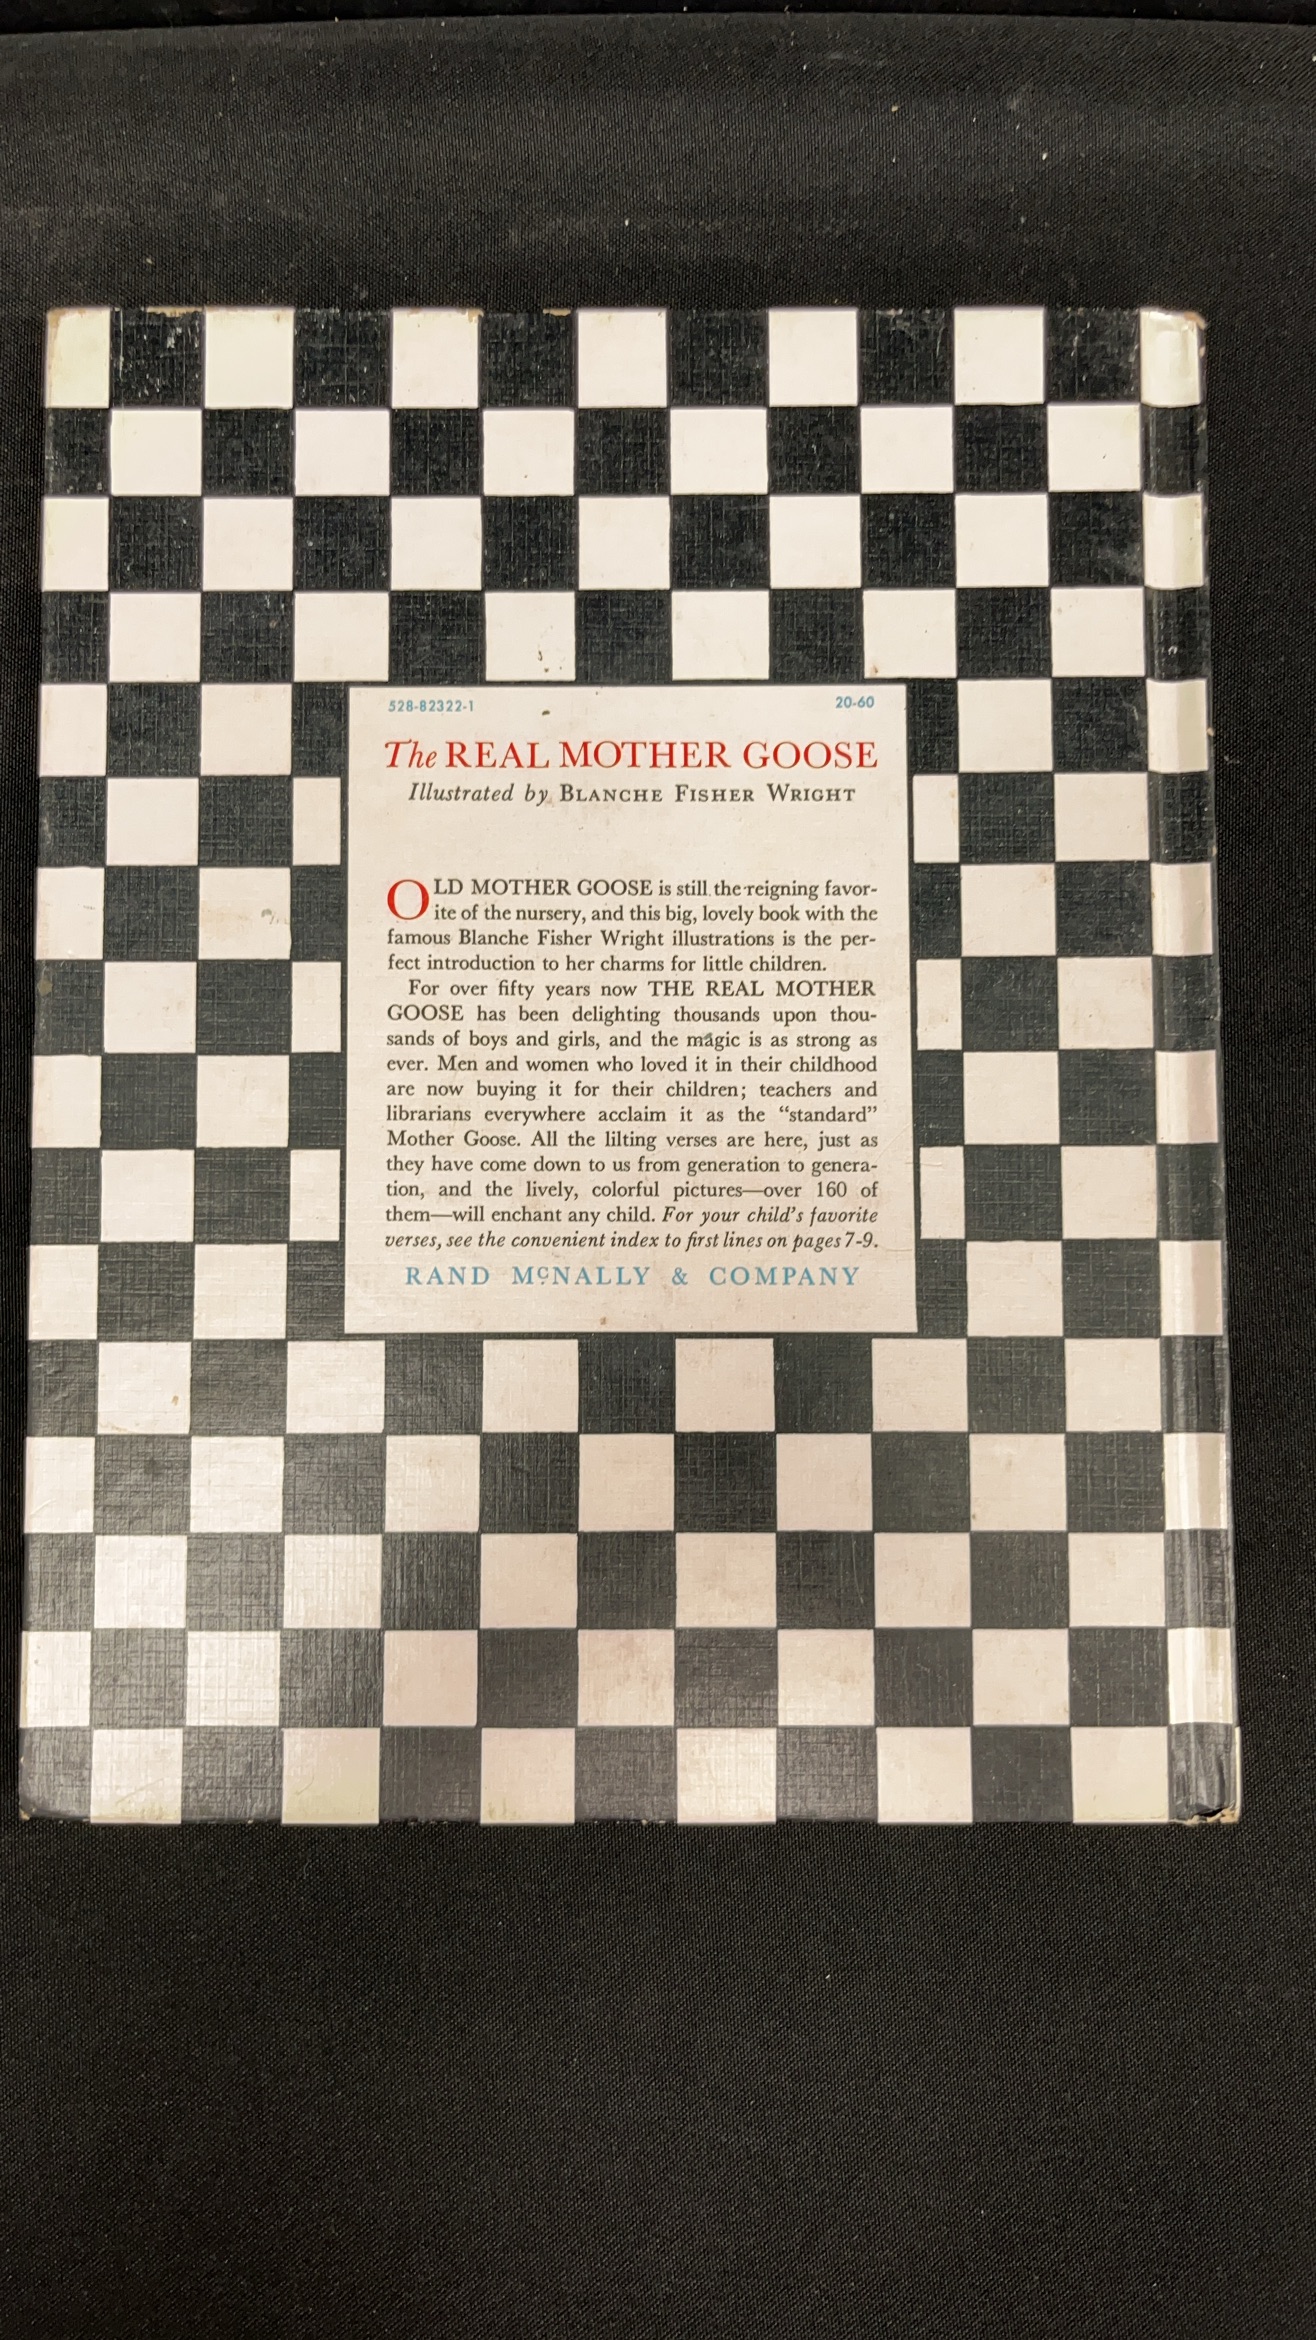 528-82322-1 20-60
The REAL MOTHER GOOSE
Illustrated by BLANCHE FISHER WRIGHT
OLD MOTHER GOOSE is still the reigning favor-
ite of the nursery, and this big, lovely book with the
famous Blanche Fisher Wright illustrations is the per-
fect introduction to her charms for little children.
For over fifty years now THE REAL MOTHER
GOOSE has been delighting thousands upon thou-
sands of boys and girls, and the magic is as strong as
ever. Men and women who loved it in their childhood
are now buying it for their children; teachers and
librarians everywhere acclaim it as the “standard”
Mother Goose. All the lilting verses are here, just as
they have come down to us from generation to genera-
tion, and the lively, colorful pictures—over 160 of
them—will enchant any child. For your child’s favorite
verses, see the convenient index to first lines on pages 7-9.
RAND McNALLY & COMPANY